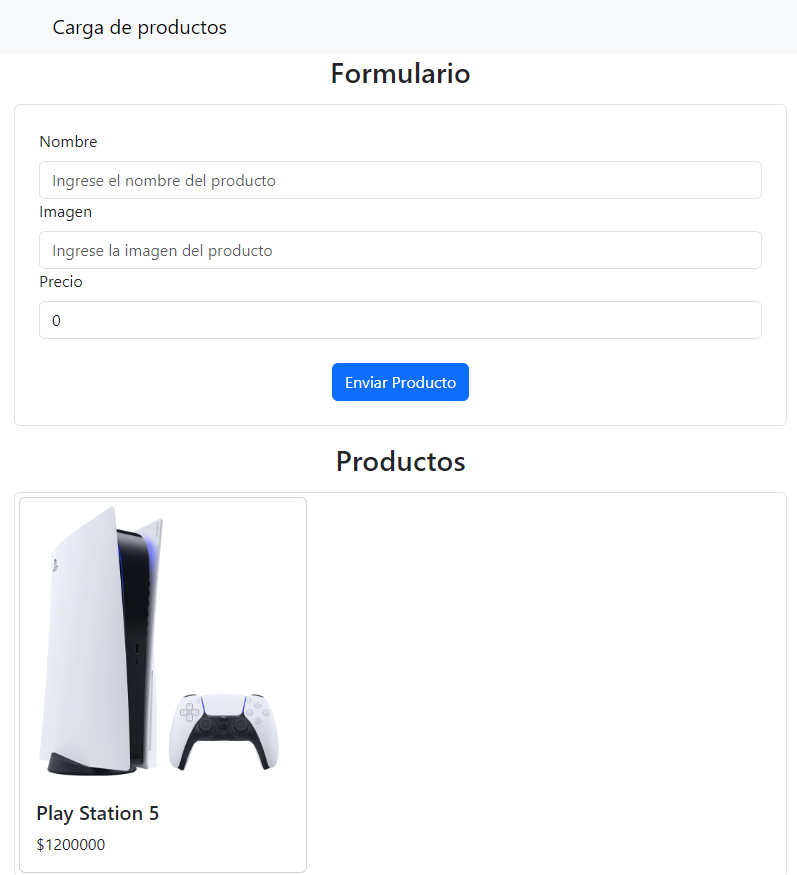 Carga de productos
Formulario
Nombre
Ingrese el nombre del producto
Imagen
Ingrese la imagen del producto
Precio
0
Enviar Producto
Productos
Play Station 5
$1200000